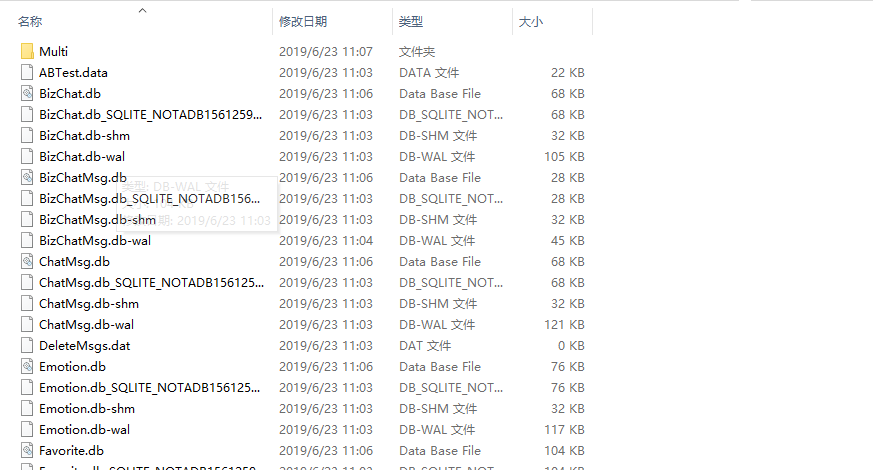 名称 修改日期 类型 大小
Multi 2019/6/23 11:07 文件夹
ABTest.data 2019/6/23 11:03 DATA 文件 22 KB
BizChat.db 2019/6/23 11:06 Data Base File 68 KB
BizChat.db_SQLITE_NOTADB1561259... 2019/6/23 11:03 DB_SQLITE_NOT... 68 KB
BizChat.db-shm 2019/6/23 11:03 DB-SHM 文件 32 KB
BizChat.db-wal 2019/6/23 11:03 DB-WAL 文件 105 KB
BizChatMsg.db 2019/6/23 11:06 Data Base File 28 KB
类型: DB-WAL 文件
BizChatMsg.db_SQLITE_NOTADB156... 2019/6/23 11:03 DB_SQLITE_NOT... 28 KB
BizChatMsg.db-shm 2019/6/23 11:03 DB-SHM 文件 32 KB
期: 2019/6/23 11:03
BizChatMsg.db-wal 2019/6/23 11:04 DB-WAL 文件 45 KB
ChatMsg.db 2019/6/23 11:06 Data Base File 68 KB
ChatMsg.db_SQLITE_NOTADB156125... 2019/6/23 11:03 DB_SQLITE_NOT... 68 KB
ChatMsg.db-shm 2019/6/23 11:03 DB-SHM 文件 32 KB
ChatMsg.db-wal 2019/6/23 11:03 DB-WAL 文件 121 KB
DeleteMsgs.dat 2019/6/23 11:03 DAT 文件 0 KB
Emotion.db 2019/6/23 11:06 Data Base File 76 KB
Emotion.db_SQLITE_NOTADB156125... 2019/6/23 11:03 DB_SQLITE_NOT... 76 KB
Emotion.db-shm 2019/6/23 11:03 DB-SHM 文件 32 KB
Emotion.db-wal 2019/6/23 11:03 DB-WAL 文件 117 KB
Favorite.db 2019/6/23 11:06 Data Base File 104 KB